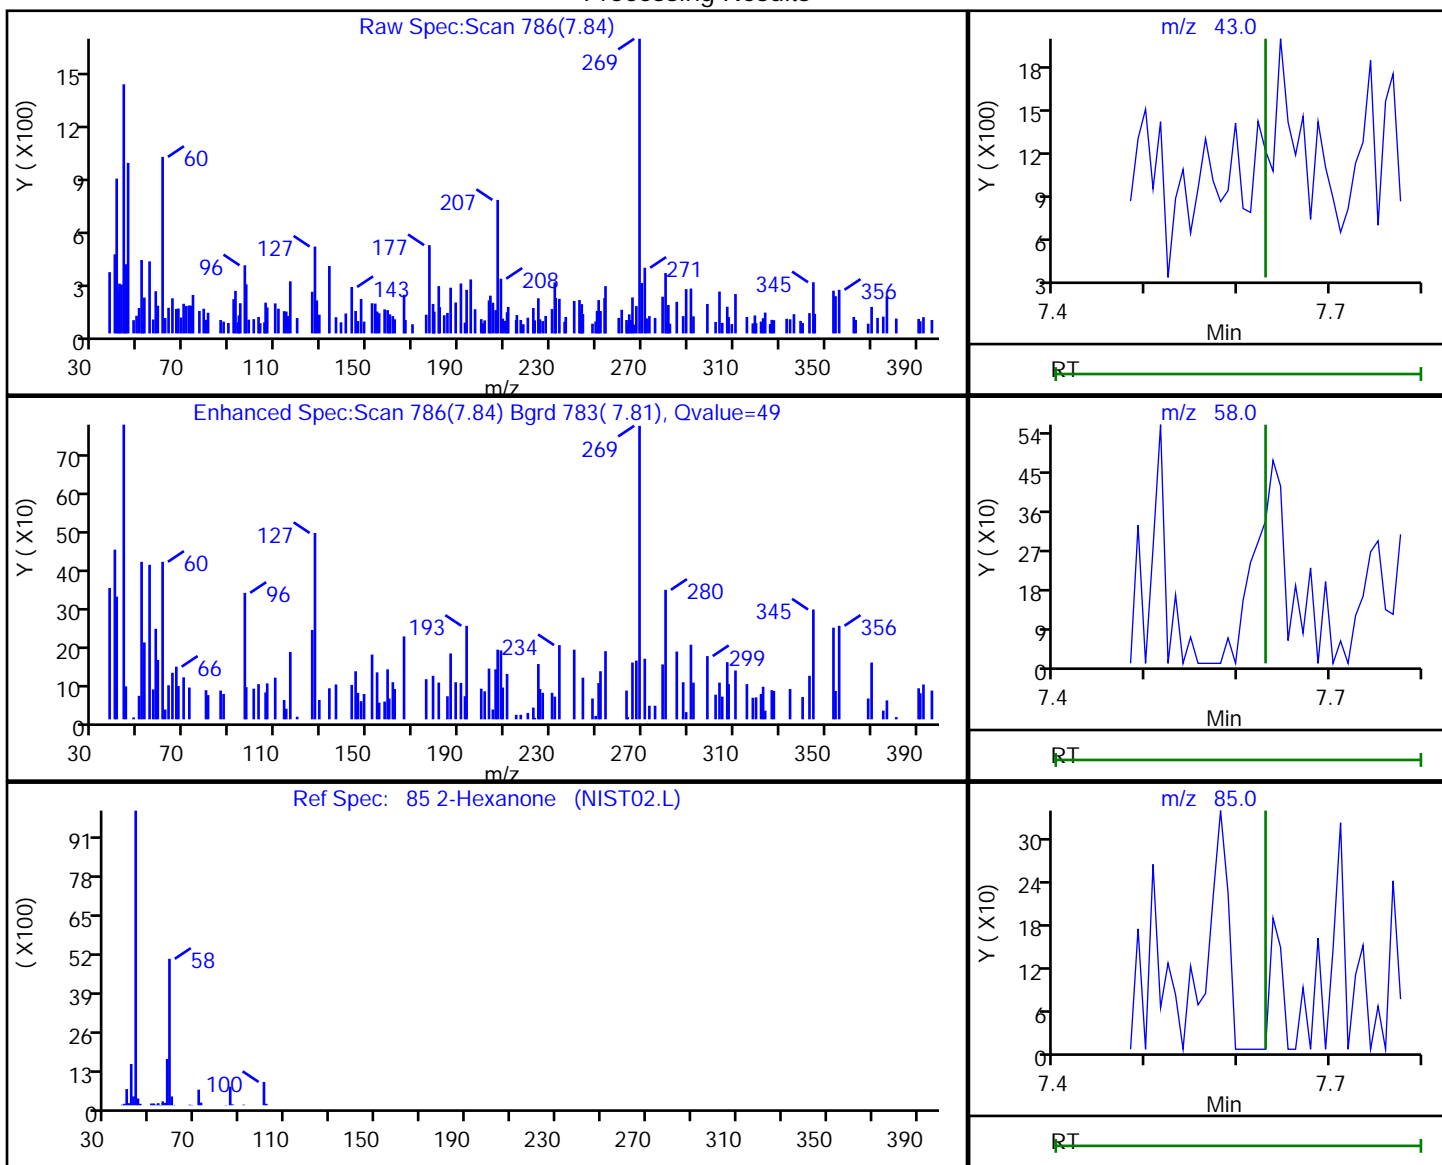 Processing Results
Raw Spec:Scan 786(7.84)
Y ( X100)
15
12
9
6
3
0
269
60
207
127
177
96
143
208
271
345
356
30 70 110 150 190 230 270 310 350 390
m/z
m/z 43.0
Y ( X100)
18
15
12
9
6
3
7.4 7.7
Min
RT
Enhanced Spec:Scan 786(7.84) Bgrd 783( 7.81), Qvalue=49
Y ( X10)
70
60
50
40
30
20
10
0
269
127
60
96
280
345
193
356
234
299
66
30 70 110 150 190 230 270 310 350 390
m/z
m/z 58.0
Y ( X10)
54
45
36
27
18
9
0
7.4 7.7
Min
RT
Ref Spec: 85 2-Hexanone (NIST02.L)
( X100)
91
78
65
52
39
26
13
0
58
100
30 70 110 150 190 230 270 310 350 390
m/z 85.0
Y ( X10)
30
24
18
12
6
0
7.4 7.7
Min
RT